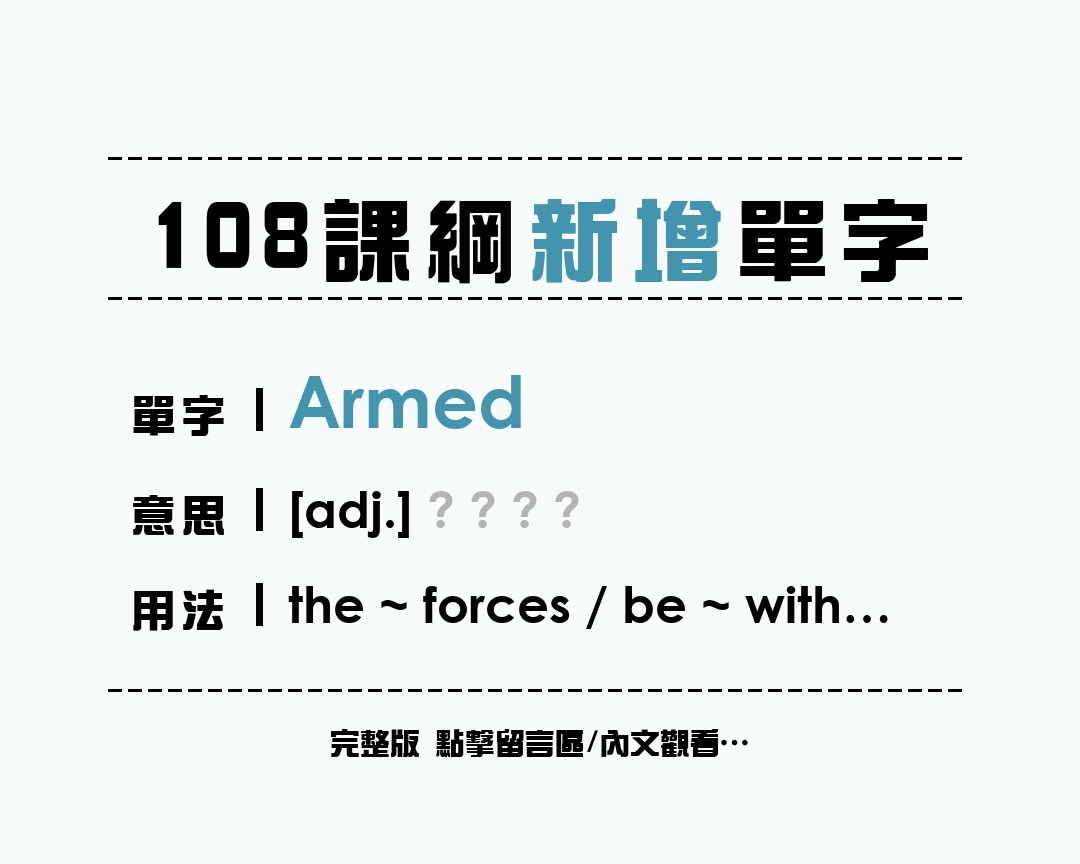 108課綱新增單字
單字 | Armed
意思 | [adj.] ? ? ? ?
用法 | the ~ forces / be ~ with...
完整版 點擊留言區/內文觀看…